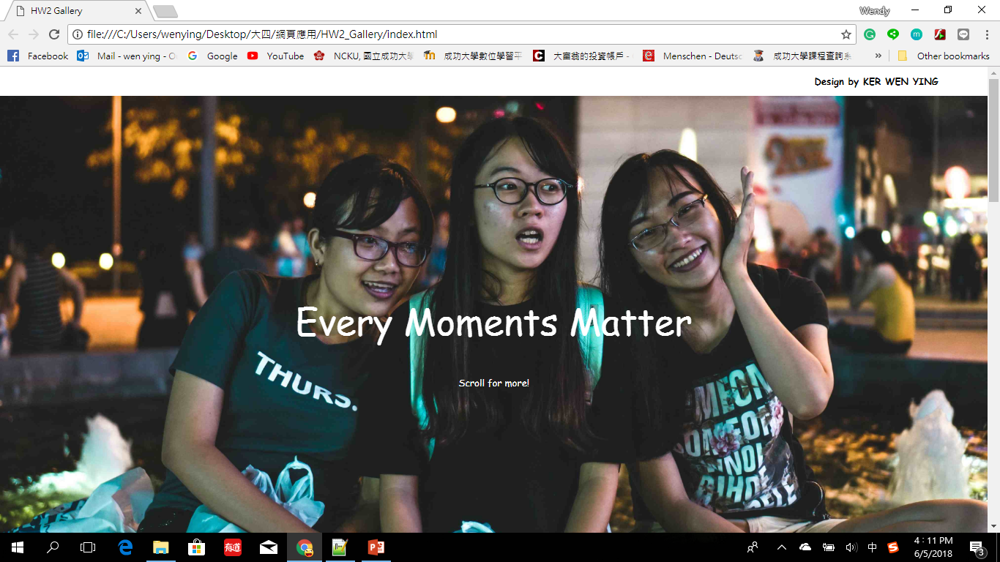 HW2 Gallery
Wendy
file:///C:/Users/wenying/Desktop/大四/網頁應用/HW2_Gallery/index.html
Facebook
Mail - wen ying - O
Google
YouTube
NCKU, 國立成功大學
成功大學數位學習平
大富翁的投資帳戶 -
Menschen - Deutsc
成功大學課程查詢系
»
Other bookmarks
Design by KER WEN YING
Every Moments Matter
THURS.
Scroll for more!
有道
中
4：11 PM
6/5/2018
3